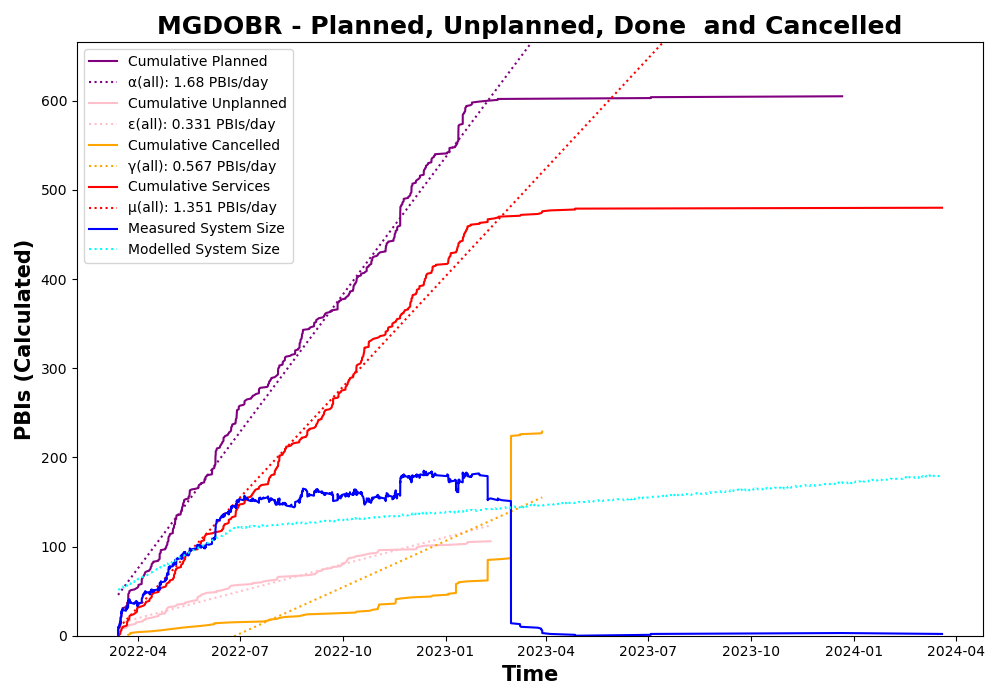 MGDOBR - Planned, Unplanned, Done  and Cancelled
Cumulative Planned
α(all): 1.68 PBIs/day
Cumulative Unplanned
ε(all): 0.331 PBIs/day
Cumulative Cancelled
γ(all): 0.567 PBIs/day
Cumulative Services
μ(all): 1.351 PBIs/day
Measured System Size
Modelled System Size
PBIs (Calculated)
600
500
400
300
200
100
0
2022-04
2022-07
2022-10
2023-01
2023-04
2023-07
2023-10
2024-01
2024-04
Time